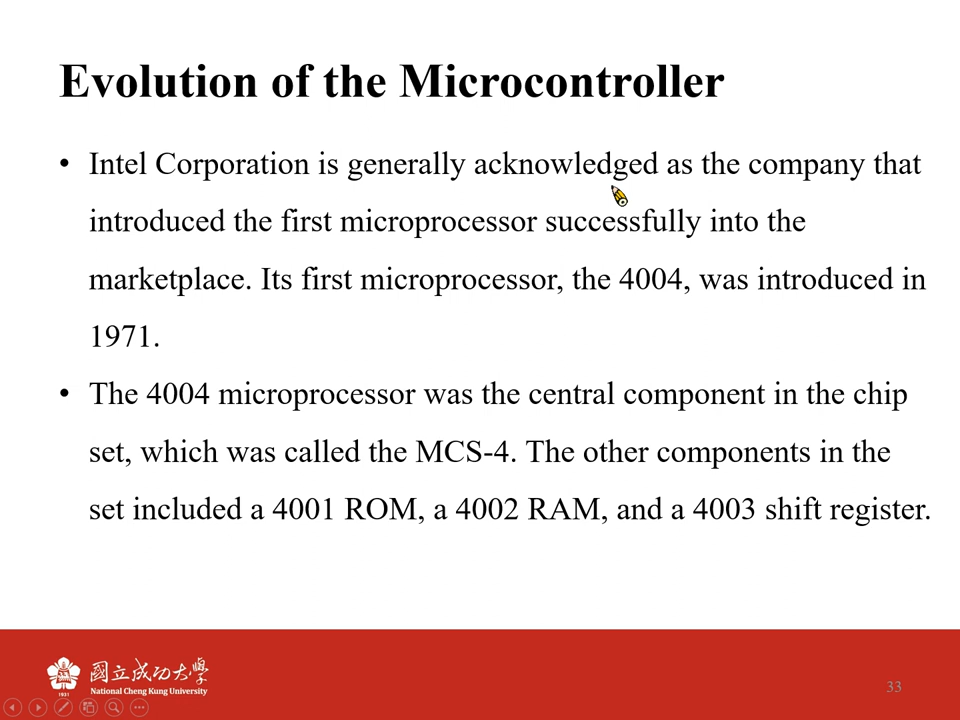 Evolution of the Microcontroller
• Intel Corporation is generally acknowledged as the company that
introduced the first microprocessor successfully into the
marketplace. Its first microprocessor, the 4004, was introduced in
1971.
• The 4004 microprocessor was the central component in the chip
set, which was called the MCS-4. The other components in the
set included a 4001 ROM, a 4002 RAM, and a 4003 shift register.
國立成功大學
National Cheng Kung University
1931
33